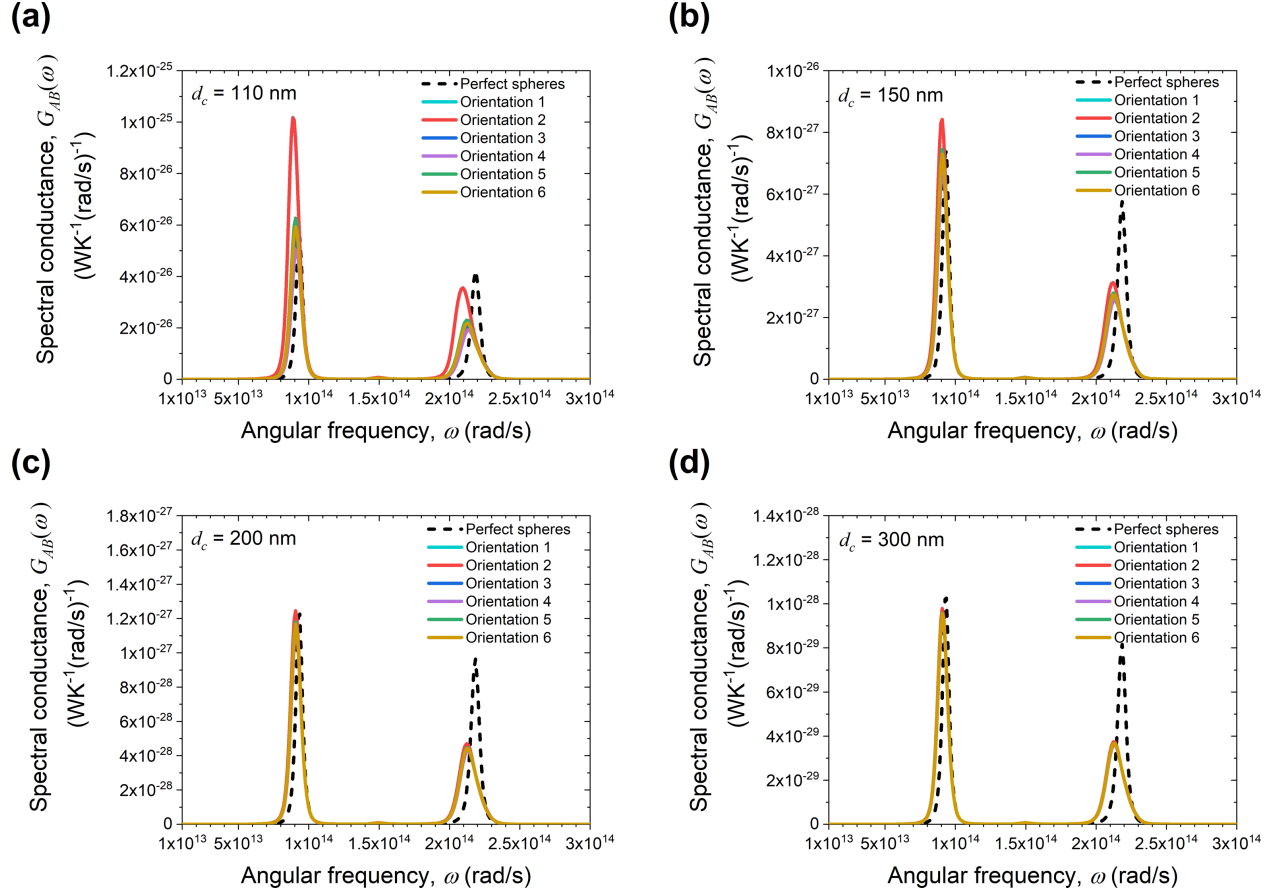 (a)
Spectral conductance, G_AB(ω)
(WK⁻¹(rad/s)⁻¹)
1.2x10⁻²⁵
1x10⁻²⁵
8x10⁻²⁶
6x10⁻²⁶
4x10⁻²⁶
2x10⁻²⁶
0
d_c = 110 nm
Perfect spheres
Orientation 1
Orientation 2
Orientation 3
Orientation 4
Orientation 5
Orientation 6
1x10¹³ 5x10¹³ 1x10¹⁴ 1.5x10¹⁴ 2x10¹⁴ 2.5x10¹⁴ 3x10¹⁴
Angular frequency, ω (rad/s)
(b)
Spectral conductance, G_AB(ω)
(WK⁻¹(rad/s)⁻¹)
1x10⁻²⁶
8x10⁻²⁷
6x10⁻²⁷
4x10⁻²⁷
2x10⁻²⁷
0
d_c = 150 nm
Perfect spheres
Orientation 1
Orientation 2
Orientation 3
Orientation 4
Orientation 5
Orientation 6
1x10¹³ 5x10¹³ 1x10¹⁴ 1.5x10¹⁴ 2x10¹⁴ 2.5x10¹⁴ 3x10¹⁴
Angular frequency, ω (rad/s)
(c)
Spectral conductance, G_AB(ω)
(WK⁻¹(rad/s)⁻¹)
1.8x10⁻²⁷
1.6x10⁻²⁷
1.4x10⁻²⁷
1.2x10⁻²⁷
1x10⁻²⁷
8x10⁻²⁸
6x10⁻²⁸
4x10⁻²⁸
2x10⁻²⁸
0
d_c = 200 nm
Perfect spheres
Orientation 1
Orientation 2
Orientation 3
Orientation 4
Orientation 5
Orientation 6
1x10¹³ 5x10¹³ 1x10¹⁴ 1.5x10¹⁴ 2x10¹⁴ 2.5x10¹⁴ 3x10¹⁴
Angular frequency, ω (rad/s)
(d)
Spectral conductance, G_AB(ω)
(WK⁻¹(rad/s)⁻¹)
1.4x10⁻²⁸
1.2x10⁻²⁸
1x10⁻²⁸
8x10⁻²⁹
6x10⁻²⁹
4x10⁻²⁹
2x10⁻²⁹
0
d_c = 300 nm
Perfect spheres
Orientation 1
Orientation 2
Orientation 3
Orientation 4
Orientation 5
Orientation 6
1x10¹³ 5x10¹³ 1x10¹⁴ 1.5x10¹⁴ 2x10¹⁴ 2.5x10¹⁴ 3x10¹⁴
Angular frequency, ω (rad/s)